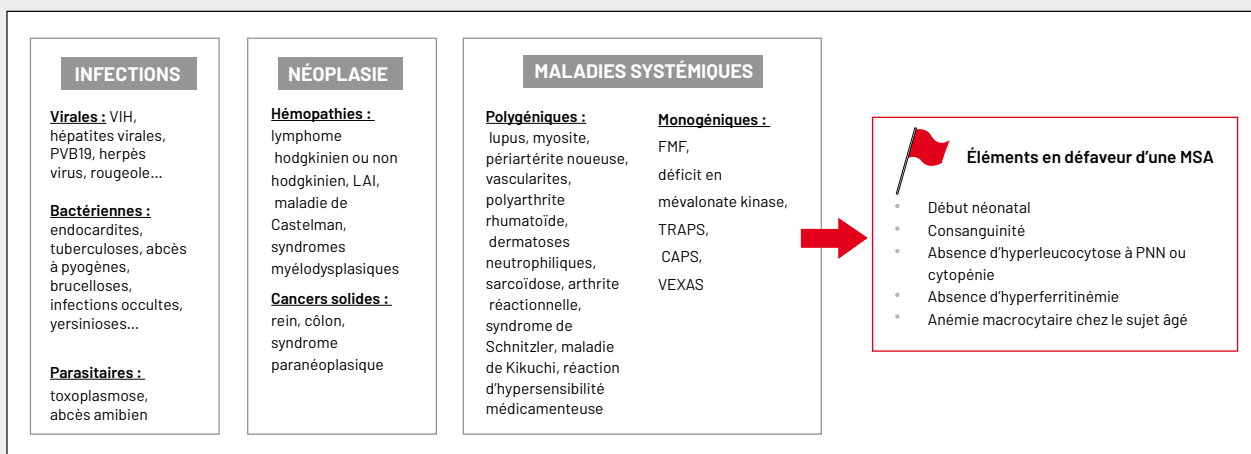 INFECTIONS
Virales : VIH,
hépatites virales,
PVB19, herpès
virus, rougeole...
Bactériennes :
endocardites,
tuberculoses, abcès
à pyogènes,
brucelloses,
infections occultes,
yersinioses...
Parasitaires :
toxoplasmose,
abcès amibien
NÉOPLASIE
Hémopathies :
lymphome
hodgkinien ou non
hodgkinien, LAI,
maladie de
Castelman,
syndromes
myélodysplasiques
Cancers solides :
rein, côlon,
syndrome
paranéoplasique
MALADIES SYSTÉMIQUES
Polygéniques :
lupus, myosite,
périartérite noueuse,
vascularites,
polyarthrite
rhumatoïde,
dermatoses
neutrophiliques,
sarcoïdose, arthrite
réactionnelle,
syndrome de
Schnitzler, maladie
de Kikuchi, réaction
d'hypersensibilité
médicamenteuse
Monogéniques :
FMF,
déficit en
mévalonate kinase,
TRAPS,
CAPS,
VEXAS
Éléments en défaveur d'une MSA
• Début néonatal
• Consanguinité
• Absence d'hyperleucocytose à PNN ou
cytopénie
• Absence d'hyperferritinémie
• Anémie macrocytaire chez le sujet âgé